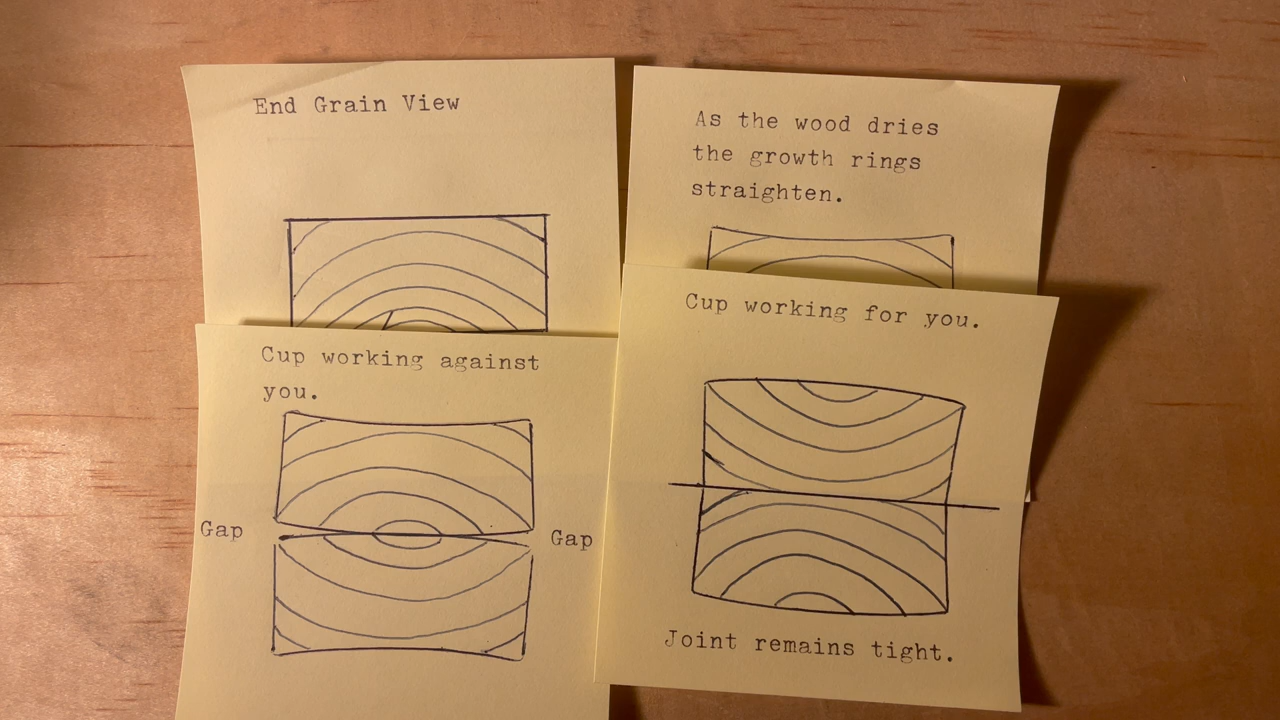 End Grain View
As the wood dries
the growth rings
straighten.
Cup working against
you.
Gap
Gap
Cup working for you.
Joint remains tight.